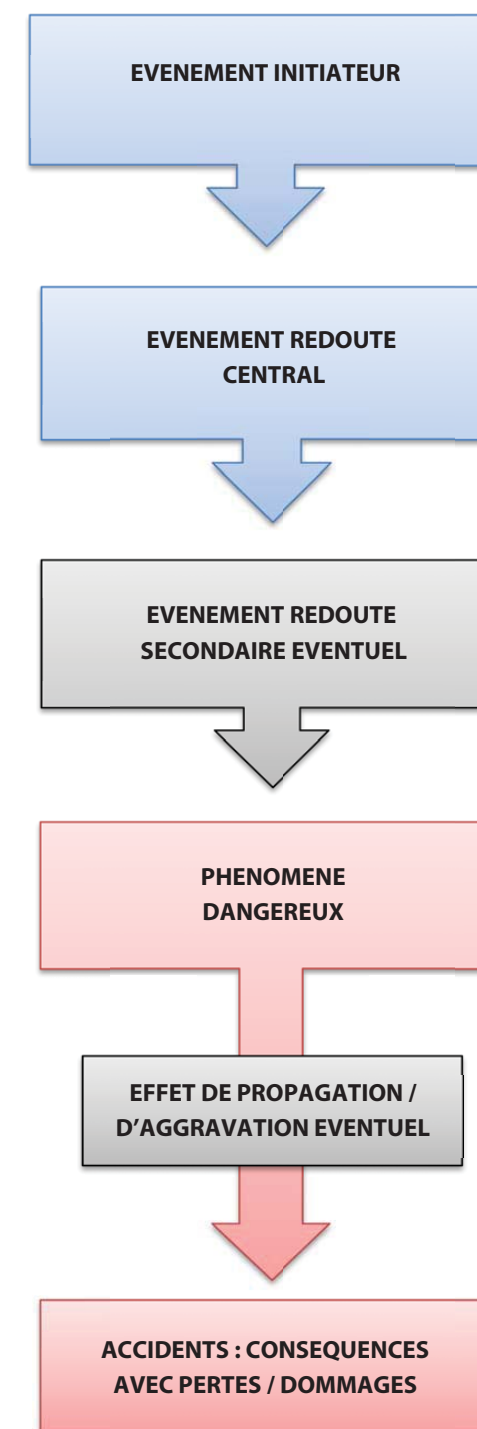 EVENEMENT INITIATEUR
EVENEMENT REDOUTE
CENTRAL
EVENEMENT REDOUTE
SECONDAIRE EVENTUEL
PHENOMENE
DANGEREUX
EFFET DE PROPAGATION /
D’AGGRAVATION EVENTUEL
ACCIDENTS : CONSEQUENCES
AVEC PERTES / DOMMAGES